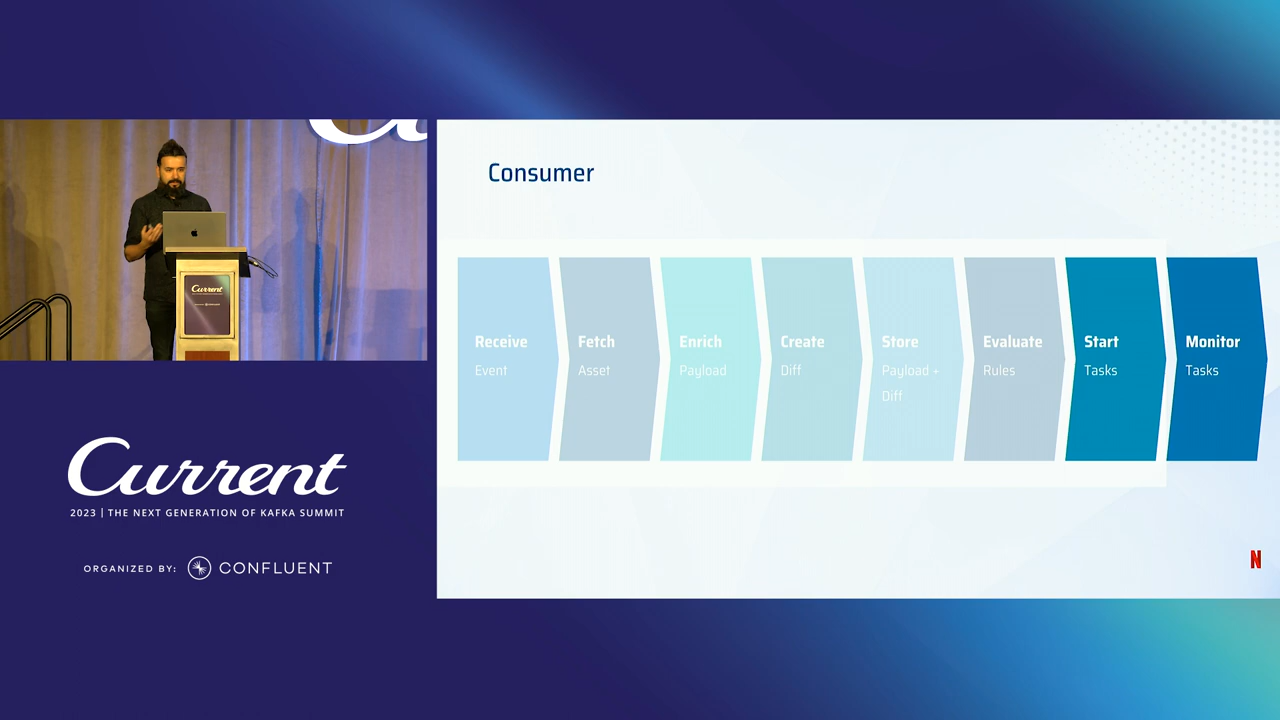 Consumer
Receive
Event
Fetch
Asset
Enrich
Payload
Create
Diff
Store
Payload +
Diff
Evaluate
Rules
Start
Tasks
Monitor
Tasks
N
Current
Current
2023 | THE NEXT GENERATION OF KAFKA SUMMIT
ORGANIZED BY: CONFLUENT